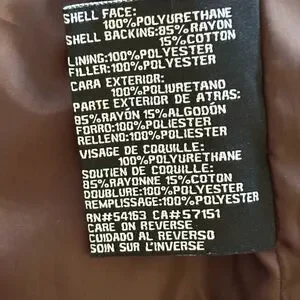 SHELL FACE:
100%POLYURETHANE
SHELL BACKING:85%RAYON
15%COTTON
LINING:100%POLYESTER
FILLER:100%POLYESTER
CARA EXTERIOR:
100%POLIURETANO
PARTE EXTERIOR DE ATRAS:
85%RAYÓN 15%ALGODÓN
FORRO:100%POLYESTER
RELLENO:100%POLYESTER
VISAGE DE COQUILLE:
100%POLYURETHANE
SOUTIEN DE COQUILLE:
85%RAYONNE 15%COTON
DOUBLURE:100%POLYESTER
REMPLISSAGE:100%POLYESTER
RN#54163 CA#57151
CARE ON REVERSE
CUIDADO AL REVERSO
SOIN SUR L'INVERSE